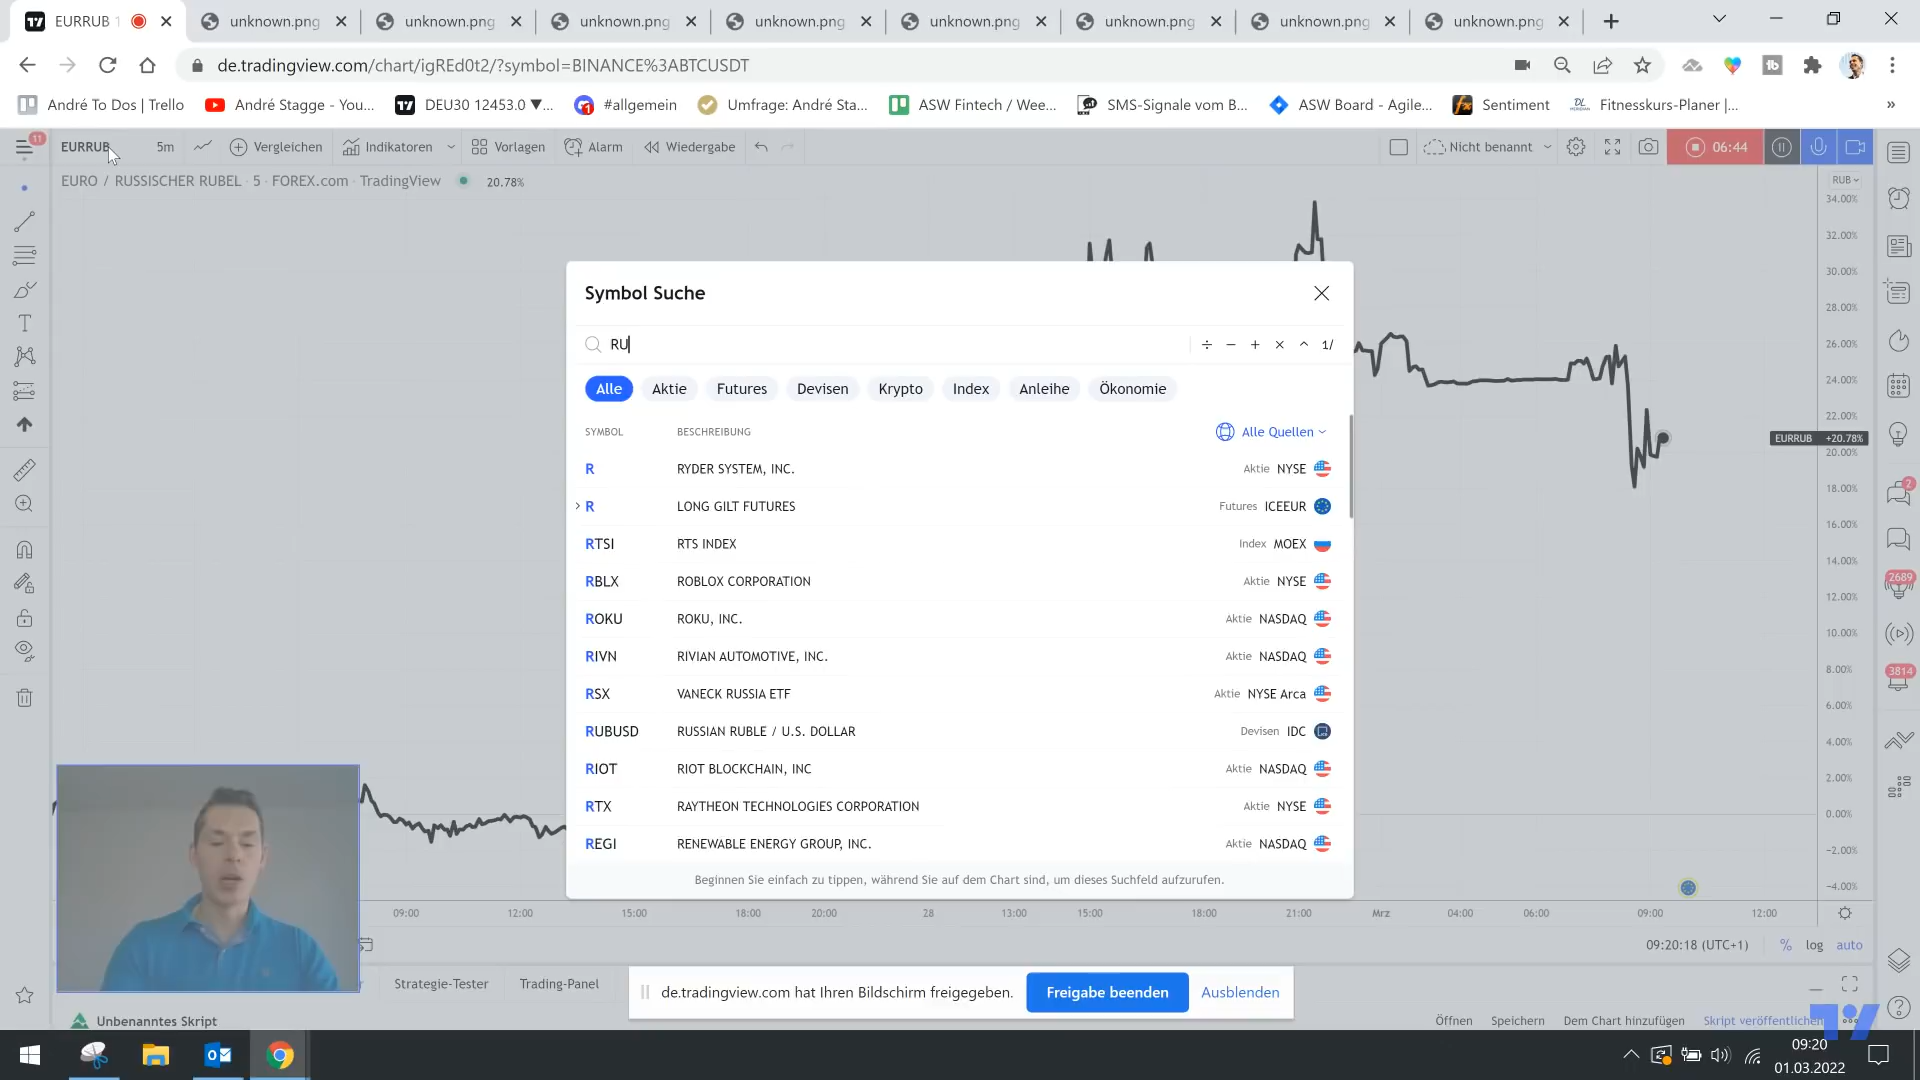 EURRUB 1
unknown.png
unknown.png
unknown.png
unknown.png
unknown.png
unknown.png
unknown.png
unknown.png
de.tradingview.com/chart/igREd0t2/?symbol=BINANCE%3ABTCUSDT
André To Dos | Trello
André Stagge - You...
DEU30 12453.0 ▼...
#allgemein
Umfrage: André Sta...
ASW Fintech / Wee...
SMS-Signale vom B...
ASW Board - Agile...
Sentiment
Fitnesskurs-Planer |...
»
11
EURRUB
5m
Vergleichen
Indikatoren
Vorlagen
Alarm
Wiedergabe
Nicht benannt
06:44
EURO / RUSSISCHER RUBEL · 5 · FOREX.com · TradingView
20.78%
RUB
34.00%
32.00%
30.00%
28.00%
26.00%
24.00%
22.00%
EURRUB +20.78%
20.00%
18.00%
16.00%
14.00%
12.00%
10.00%
8.00%
6.00%
4.00%
2.00%
0.00%
−2.00%
−4.00%
2
2689
3814
Symbol Suche
RU
÷ − + × ^ 1/
Alle
Aktie
Futures
Devisen
Krypto
Index
Anleihe
Ökonomie
SYMBOL BESCHREIBUNG
Alle Quellen
R RYDER SYSTEM, INC. Aktie NYSE
R LONG GILT FUTURES Futures ICEEUR
RTSI RTS INDEX Index MOEX
RBLX ROBLOX CORPORATION Aktie NYSE
ROKU ROKU, INC. Aktie NASDAQ
RIVN RIVIAN AUTOMOTIVE, INC. Aktie NASDAQ
RSX VANECK RUSSIA ETF Aktie NYSE Arca
RUBUSD RUSSIAN RUBLE / U.S. DOLLAR Devisen IDC
RIOT RIOT BLOCKCHAIN, INC Aktie NASDAQ
RTX RAYTHEON TECHNOLOGIES CORPORATION Aktie NYSE
REGI RENEWABLE ENERGY GROUP, INC. Aktie NASDAQ
Beginnen Sie einfach zu tippen, während Sie auf dem Chart sind, um dieses Suchfeld aufzurufen.
09:00 12:00 15:00 18:00 20:00 28 13:00 15:00 18:00 21:00 Mrz 04:00 06:00 09:00 12:00
09:20:18 (UTC+1)
% log auto
Strategie-Tester
Trading-Panel
de.tradingview.com hat Ihren Bildschirm freigegeben.
Freigabe beenden
Ausblenden
Unbenanntes Skript
Öffnen
Speichern
Dem Chart hinzufügen
Skript veröffentlichen
09:20
01.03.2022